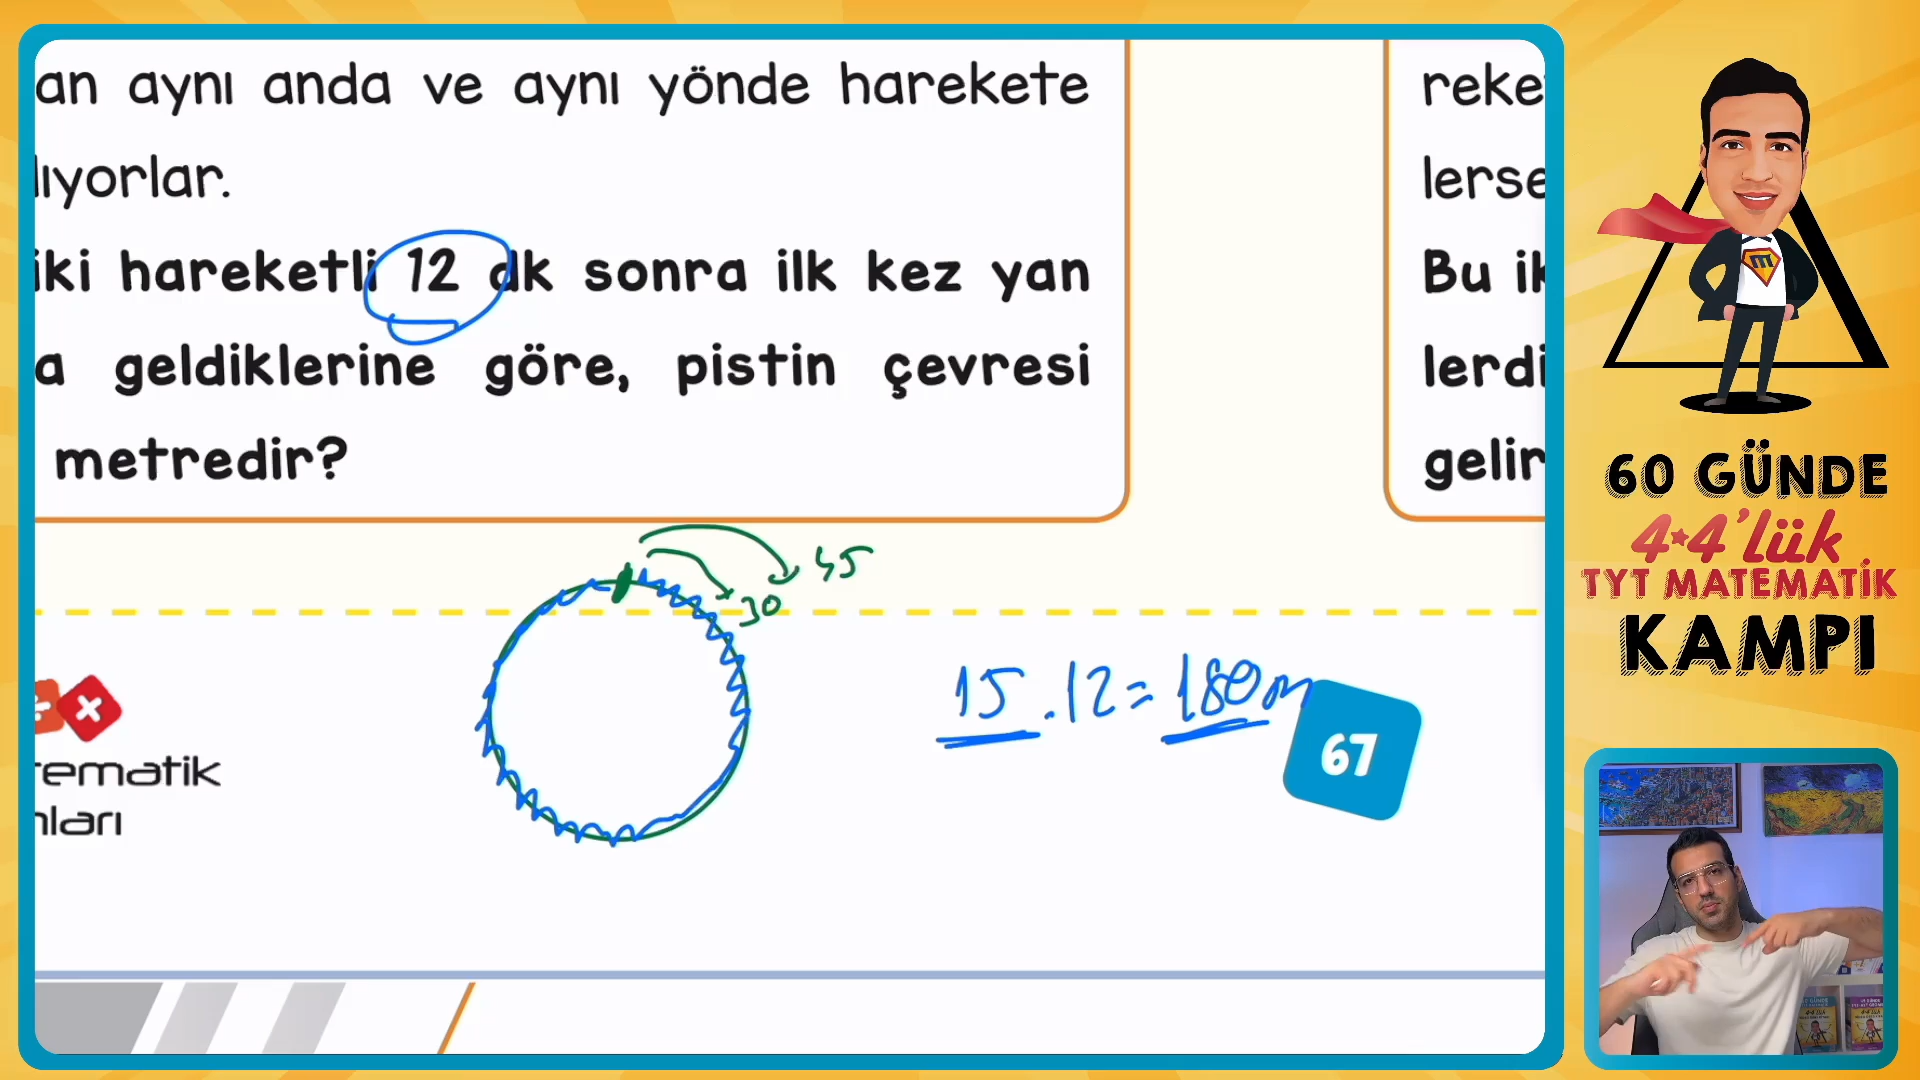 an aynı anda ve aynı yönde harekete
lıyorlar.
iki hareketli 12 dk sonra ilk kez yan
a geldiklerine göre, pistin çevresi
metredir?
reke
lerse
Bu ik
lerdi
gelir
45
30
15 . 12 = 180m
67
tematik
nları
60 GÜNDE
4★4'lük
TYT MATEMATİK
KAMPI